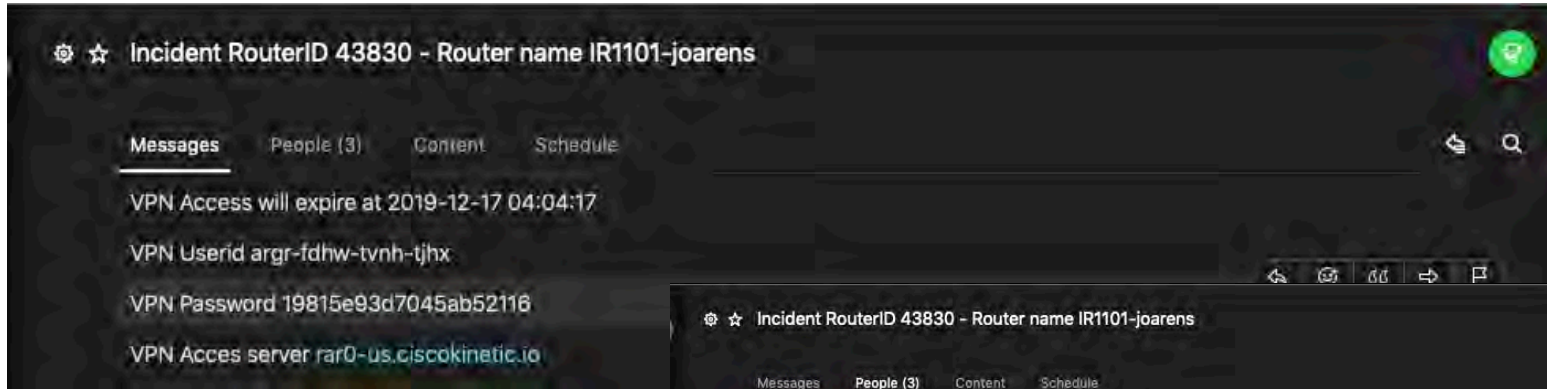 Incident RouterID 43830 - Router name IR1101-joarens
Messages People (3) Content Schedule
VPN Access will expire at 2019-12-17 04:04:17
VPN Userid argr-fdhw-tvnh-tjhx
VPN Password 19815e93d7045ab52116
VPN Acces server rar0-us.ciscokinetic.io
Incident RouterID 43830 - Router name IR1101-joarens
Messages People (3) Content Schedule